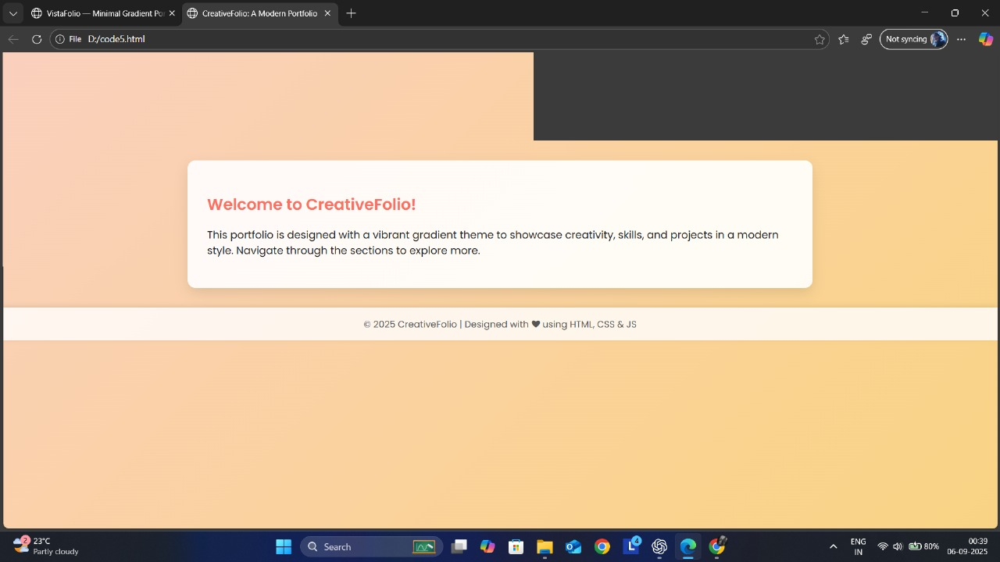 VistaFolio — Minimal Gradient Po
CreativeFolio: A Modern Portfolio
File D:/code5.html
Not syncing
Welcome to CreativeFolio!
This portfolio is designed with a vibrant gradient theme to showcase creativity, skills, and projects in a modern
style. Navigate through the sections to explore more.
© 2025 CreativeFolio | Designed with ❤ using HTML, CSS & JS
2
23°C
Partly cloudy
Search
L
4
ENG
IN
80%
00:39
06-09-2025